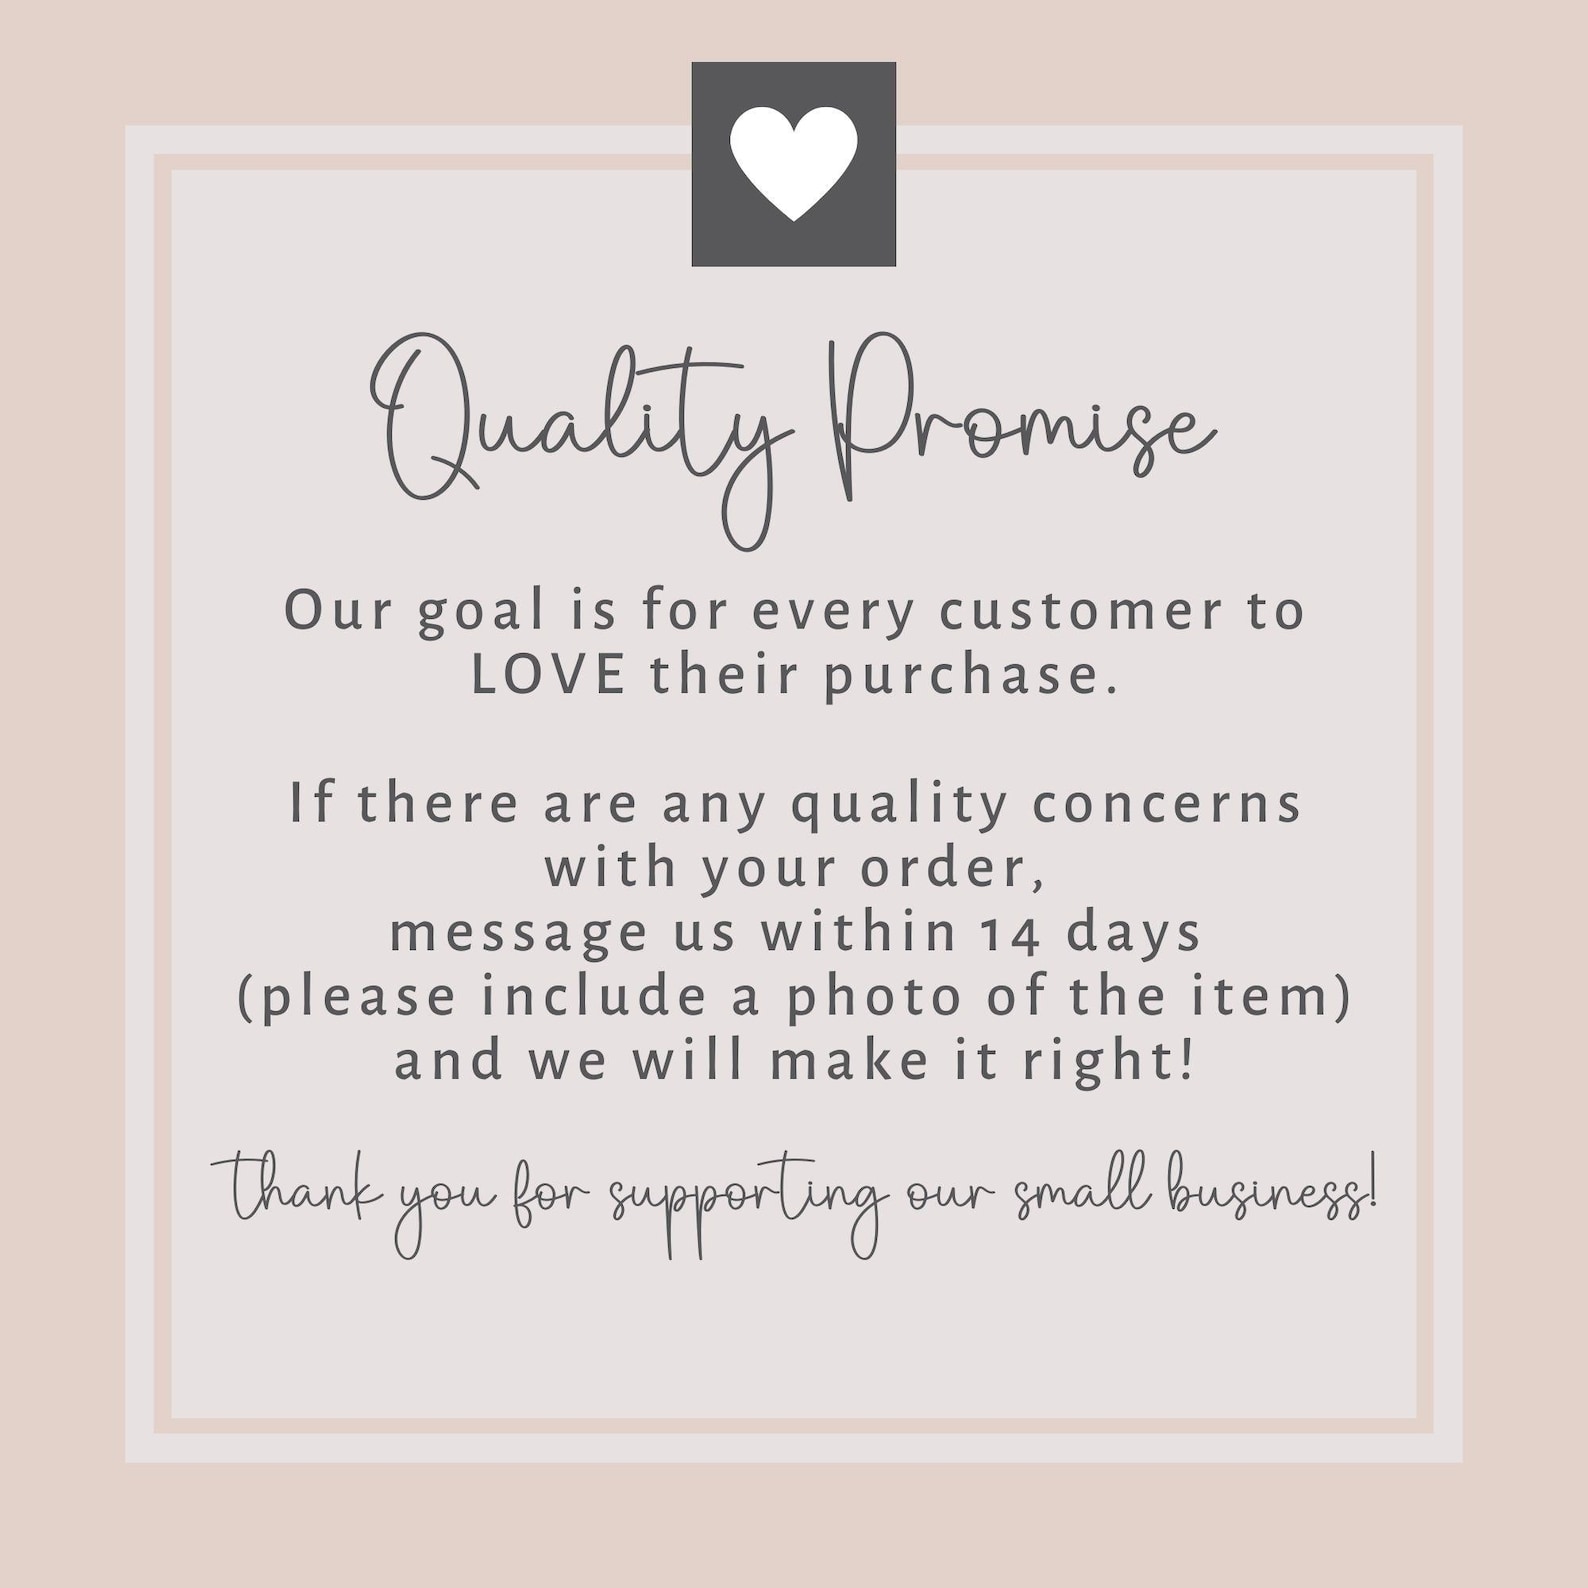 Quality Promise
Our goal is for every customer to
LOVE their purchase.
If there are any quality concerns
with your order,
message us within 14 days
(please include a photo of the item)
and we will make it right!
thank you for supporting our small business!